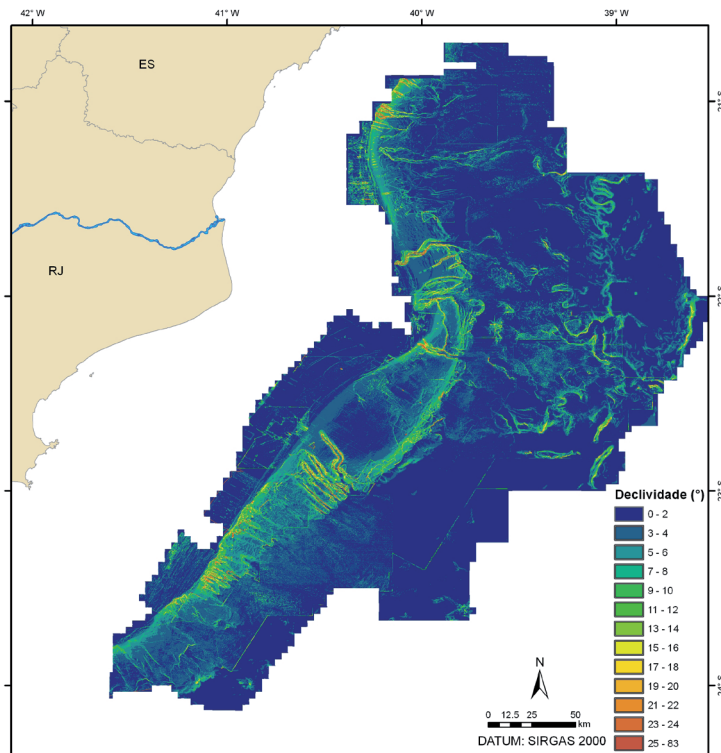 42° W 41° W 40° W 39° W
ES
RJ
23° S
24° S
Declividade (°)
0 - 2
3 - 4
5 - 6
7 - 8
9 - 10
11 - 12
13 - 14
15 - 16
17 - 18
19 - 20
21 - 22
23 - 24
25 - 83
N
0 12.5 25 50
km
DATUM: SIRGAS 2000